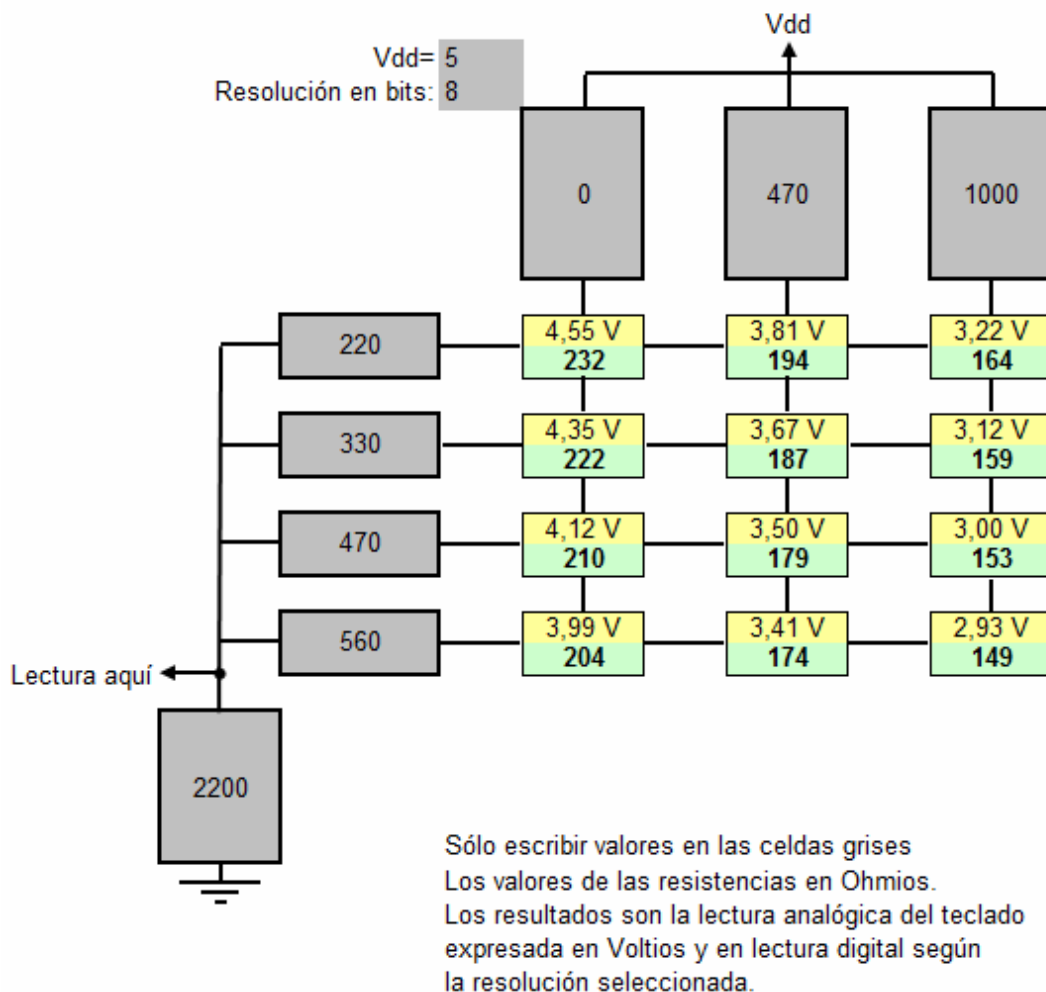 Vdd
Vdd= 5
Resolución en bits: 8
0 470 1000
220 4,55 V 3,81 V 3,22 V
232 194 164
330 4,35 V 3,67 V 3,12 V
222 187 159
470 4,12 V 3,50 V 3,00 V
210 179 153
560 3,99 V 3,41 V 2,93 V
204 174 149
Lectura aquí
2200
Sólo escribir valores en las celdas grises
Los valores de las resistencias en Ohmios.
Los resultados son la lectura analógica del teclado
expresada en Voltios y en lectura digital según
la resolución seleccionada.